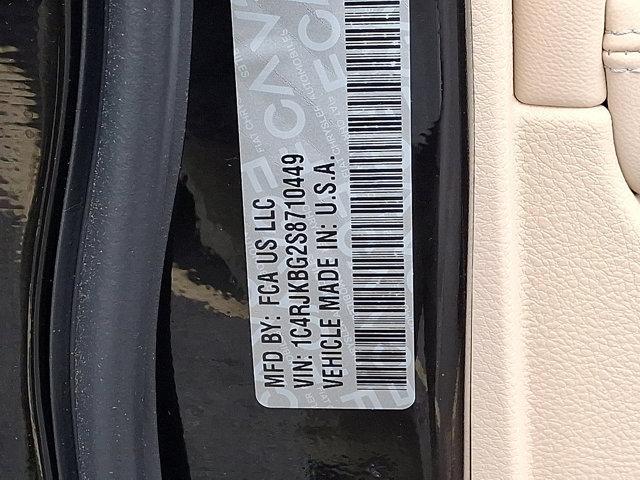 MFD BY: FCA US LLC
VIN: 1C4RJKBG2S8710449
VEHICLE MADE IN: U.S.A.